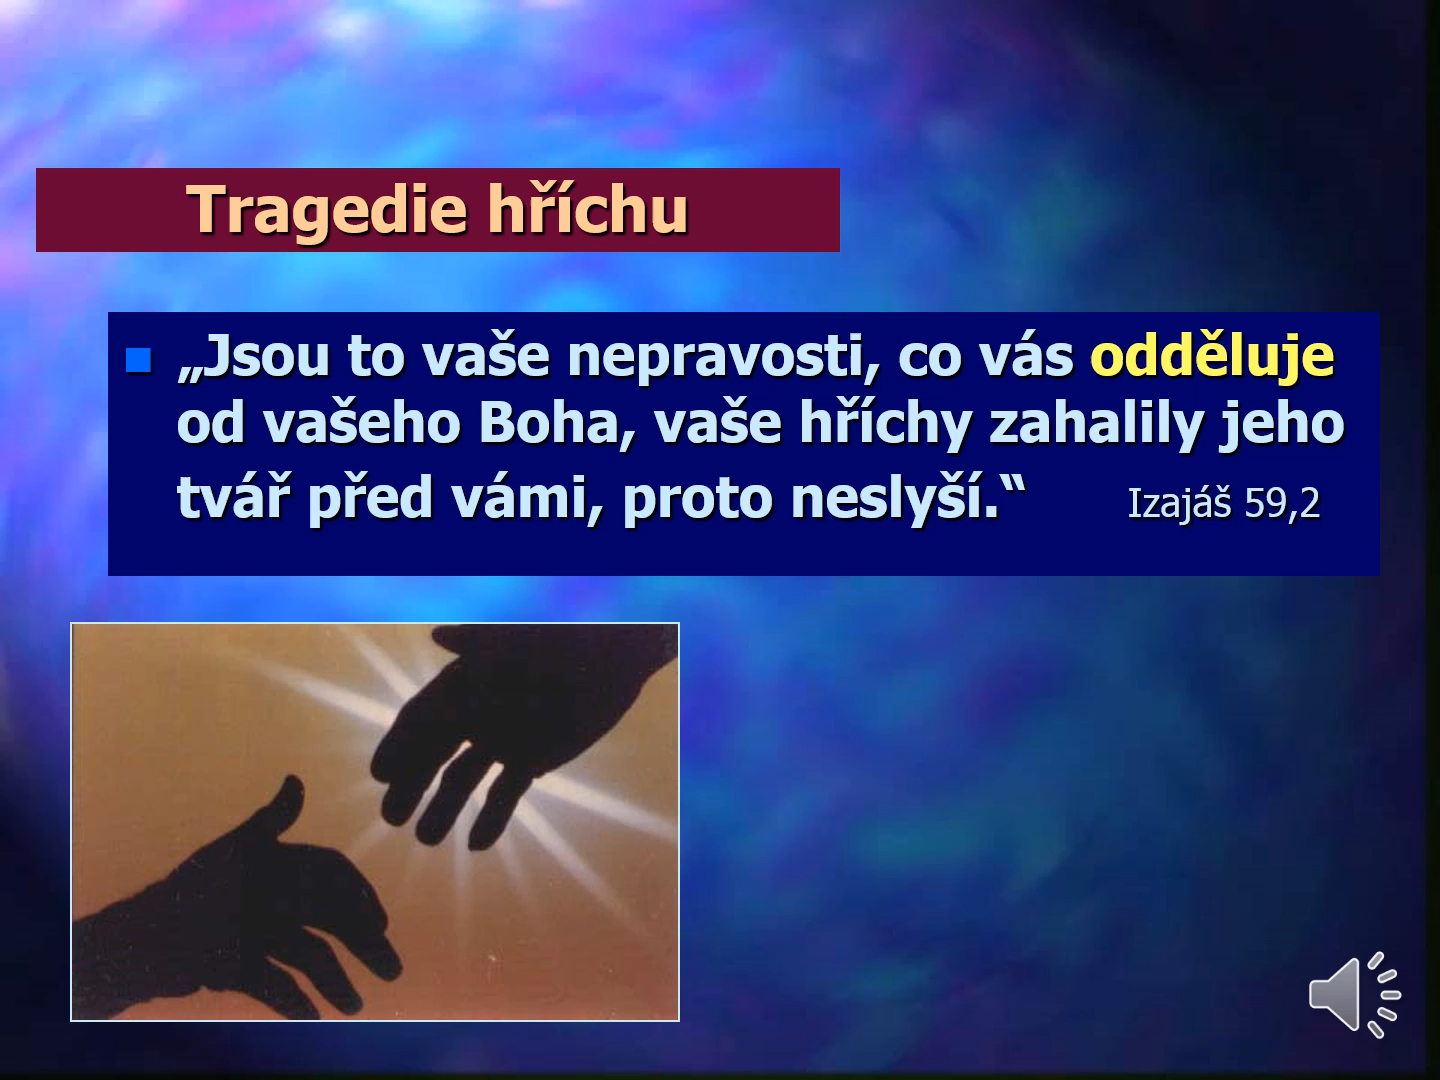 Tragedie hříchu
„Jsou to vaše nepravosti, co vás odděluje
od vašeho Boha, vaše hříchy zahalily jeho
tvář před vámi, proto neslyší.“ Izajáš 59,2